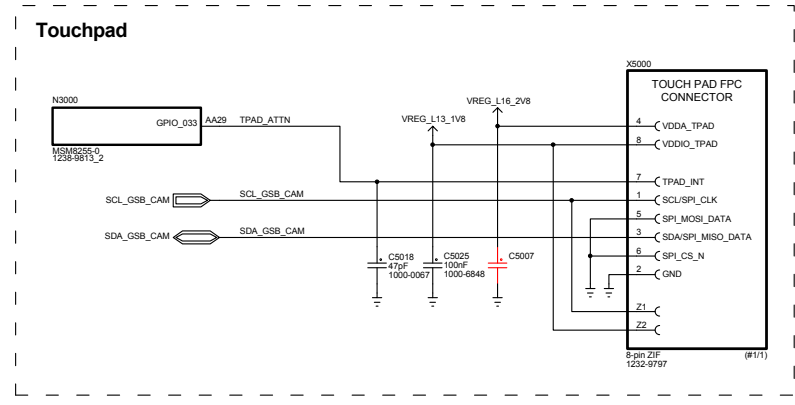 Touchpad
X5000
TOUCH PAD FPC
CONNECTOR
N3000
GPIO_033
AA29
TPAD_ATTN
MSM8255-0
1238-9813_2
VREG_L16_2V8
VREG_L13_1V8
4 VDDA_TPAD
8 VDDIO_TPAD
7 TPAD_INT
SCL_GSB_CAM SCL_GSB_CAM 1 SCL/SPI_CLK
5 SPI_MOSI_DATA
SDA_GSB_CAM SDA_GSB_CAM 3 SDA/SPI_MISO_DATA
6 SPI_CS_N
2 GND
C5018
47pF
1000-0067
C5025
100nF
1000-6848
C5007
Z1
Z2
8-pin ZIF (#1/1)
1232-9797